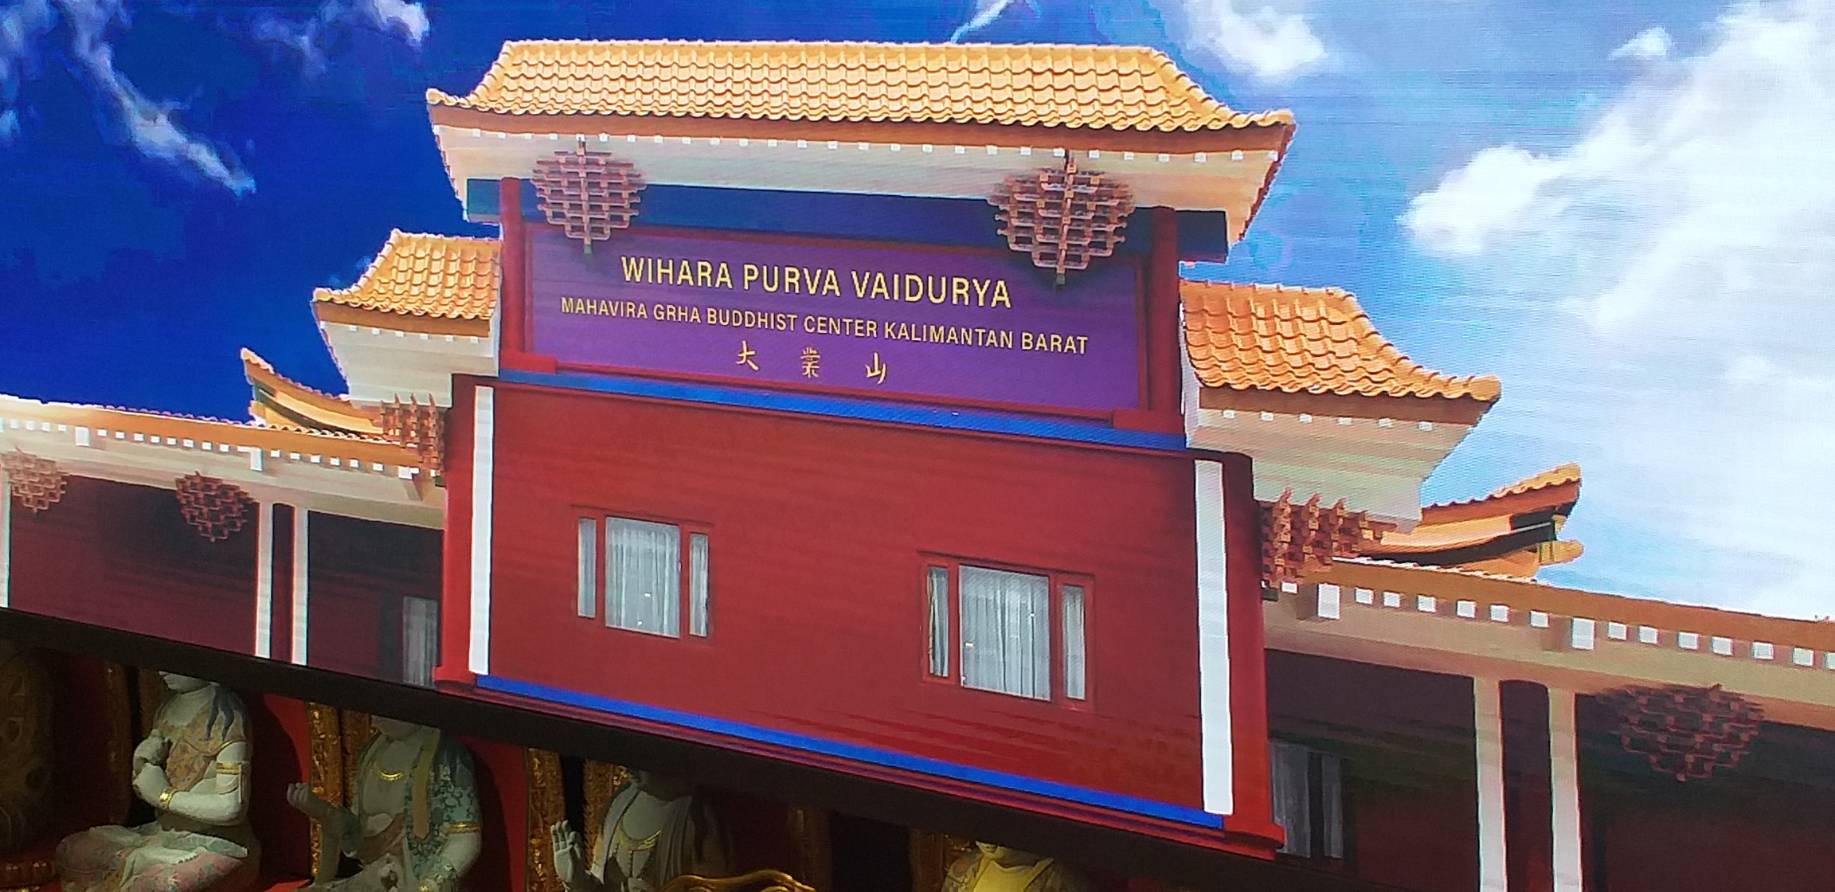 WIHARA PURVA VAIDURYA
MAHAVIRA GRHA BUDDHIST CENTER KALIMANTAN BARAT
大業山